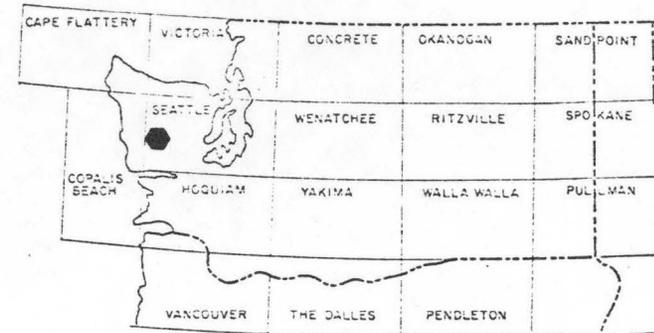 CAPE FLATTERY
VICTORIA
CONCRETE
OKANOGAN
SAND POINT
SEATTLE
WENATCHEE
RITZVILLE
SPOKANE
COPALIS
BEACH
HOQUIAM
YAKIMA
WALLA WALLA
PULLMAN
VANCOUVER
THE DALLES
PENDLETON